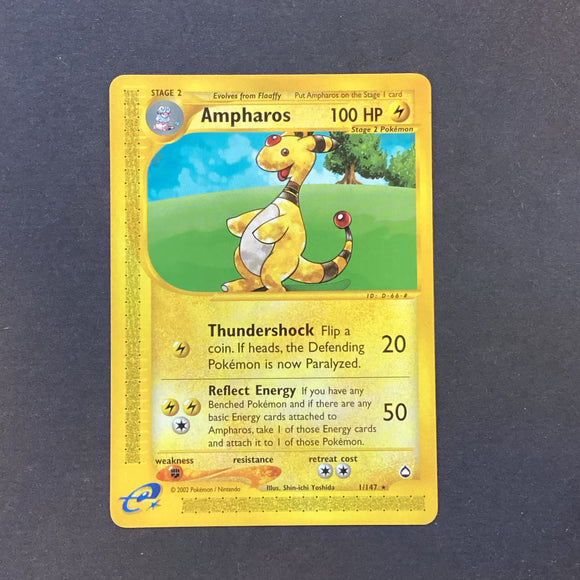 STAGE 2
Evolves from Flaaffy
Put Ampharos on the Stage 1 card
Ampharos 100 HP
Stage 2 Pokémon
ID: D-66-#
Thundershock Flip a
coin. If heads, the Defending
Pokémon is now Paralyzed.
20
Reflect Energy If you have any
Benched Pokémon and if there are any
basic Energy cards attached to
Ampharos, take 1 of those Energy cards
and attach it to 1 of those Pokémon.
50
weakness resistance retreat cost
© 2002 Pokémon / Nintendo Illus. Shin-ichi Yoshida 1/147 ★
e